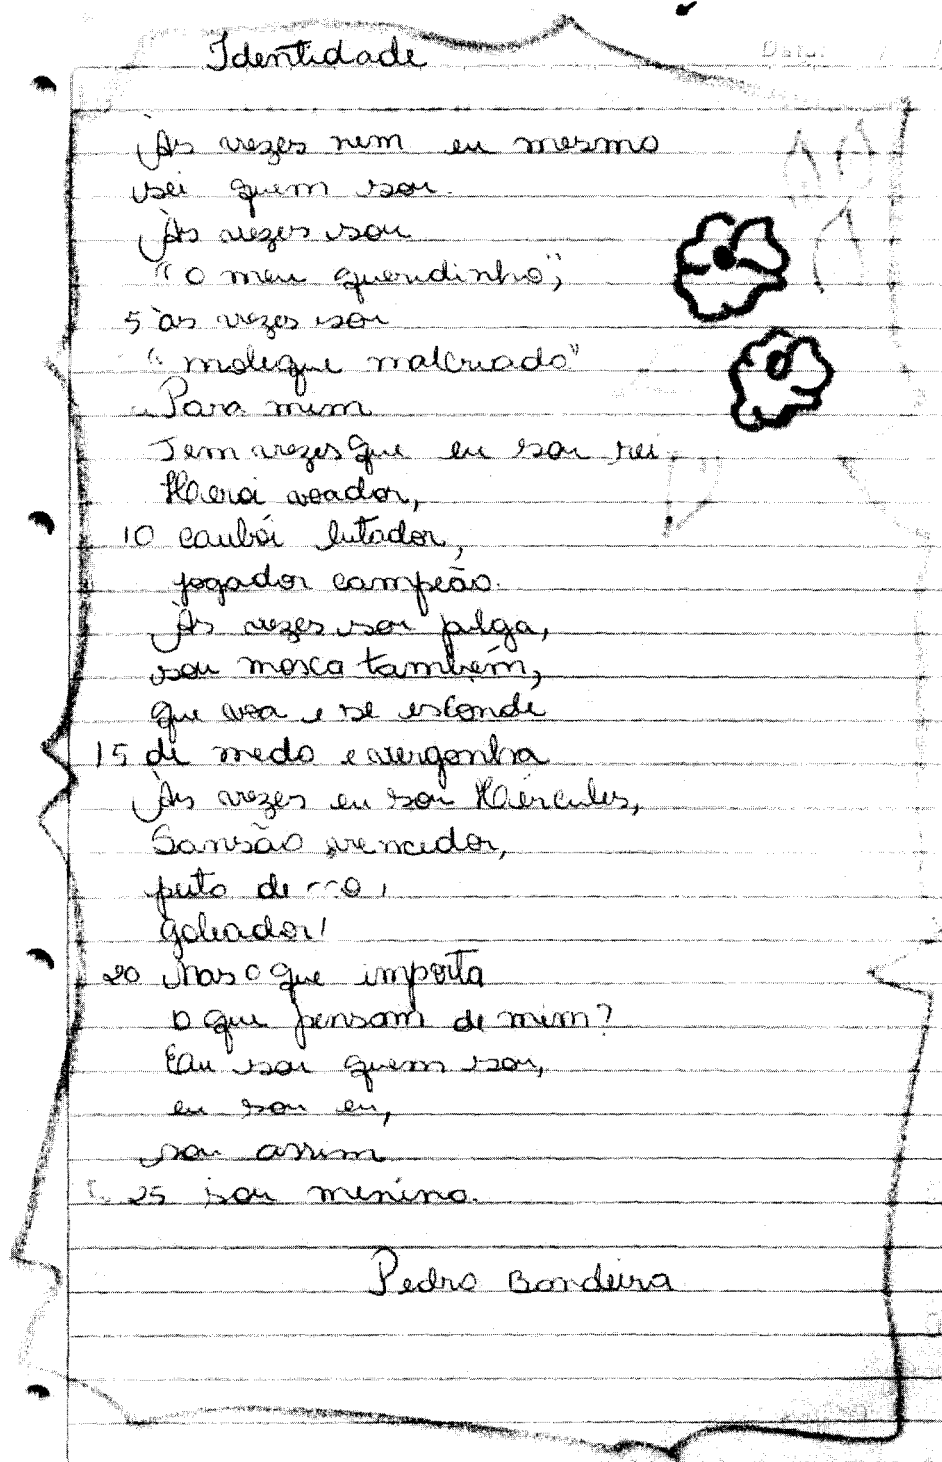 Identidade
Às vezes nem eu mesmo
sei quem sou.
Às vezes sou
"o meu queridinho",
5 às vezes sou
"moleque malcriado"
Para mim
Tem vezes que eu sou rei,
Herói voador,
10 caubói lutador,
jogador campeão.
Às vezes sou pulga,
sou mosca também,
que voa e se esconde
15 de medo e vergonha
Às vezes eu sou Hércules,
Sansão vencedor,
peito de
goleador!
20 Mas o que importa
o que pensam de mim?
Eu sou quem sou,
eu sou eu,
sou assim
25 sou menino.
Pedro Bandeira